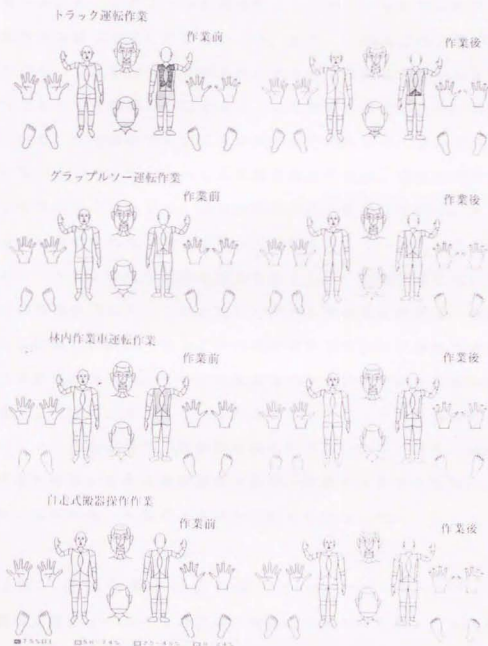 トラック運転作業
作業前
作業後
グラップルソー運転作業
作業前
作業後
林内作業車運転作業
作業前
作業後
自走式搬器操作作業
作業前
作業後